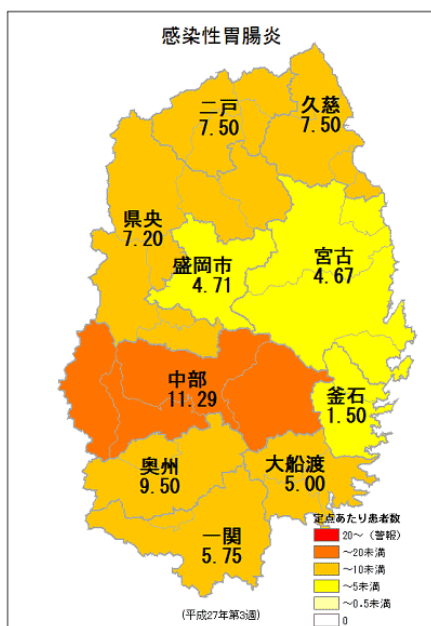 感染性胃腸炎
二戸
7.50
久慈
7.50
県央
7.20
盛岡市
4.71
宮古
4.67
中部
11.29
釜石
1.50
奥州
9.50
大船渡
5.00
一関
5.75
定点あたり患者数
20～（警報）
～20未満
～10未満
～5未満
～0.5未満
0
(平成27年第3週)